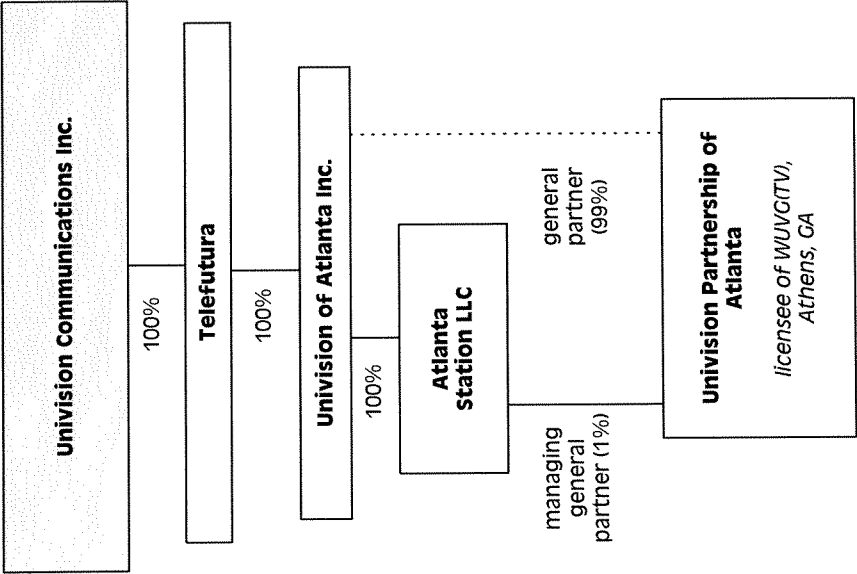 Univision Communications Inc.
100%
Telefutura
100%
Univision of Atlanta Inc.
100%
Atlanta
Station LLC
managing
general
partner (1%)
general
partner
(99%)
Univision Partnership of
Atlanta
licensee of WUVG(TV),
Athens, GA